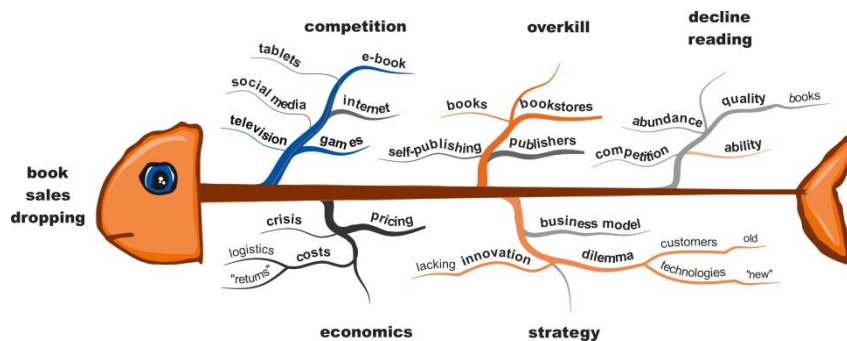 competition
overkill
decline
reading
tablets
e-book
social media
internet
television
games
books
bookstores
self-publishing
publishers
abundance
quality
books
competition
ability
book
sales
dropping
crisis
pricing
logistics
costs
"returns"
business model
lacking
innovation
dilemma
customers
old
technologies
"new"
economics
strategy